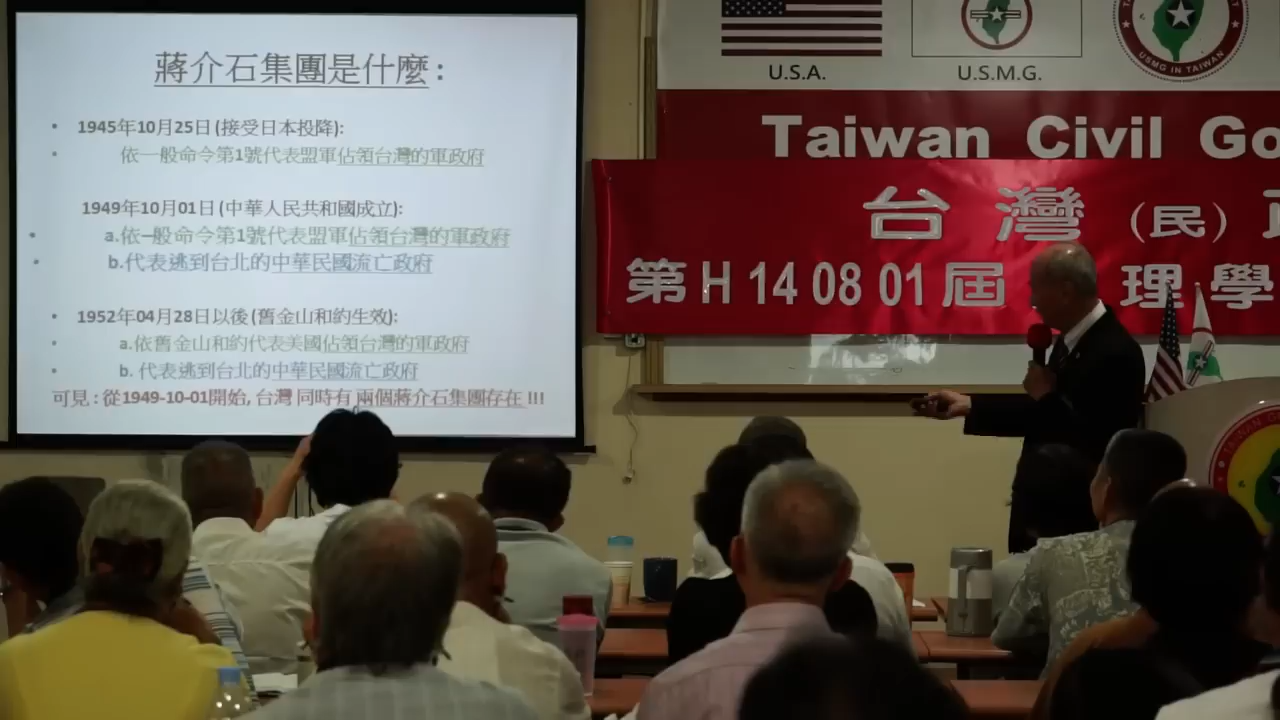 蔣介石集團是什麼：
• 1945年10月25日(接受日本投降):
• 依一般命令第1號代表盟軍佔領台灣的軍政府
1949年10月01日(中華人民共和國成立):
• a.依一般命令第1號代表盟軍佔領台灣的軍政府
• b.代表逃到台北的中華民國流亡政府
• 1952年04月28日以後(舊金山和約生效):
• a.依舊金山和約代表美國佔領台灣的軍政府
• b. 代表逃到台北的中華民國流亡政府
可見：從1949-10-01開始, 台灣 同時有 兩個蔣介石集團存在 !!!
U.S.A.
U.S.M.G.
USMG IN TAIWAN
Taiwan Civil Go
台灣（民）
第H 14 08 01 屆 理學